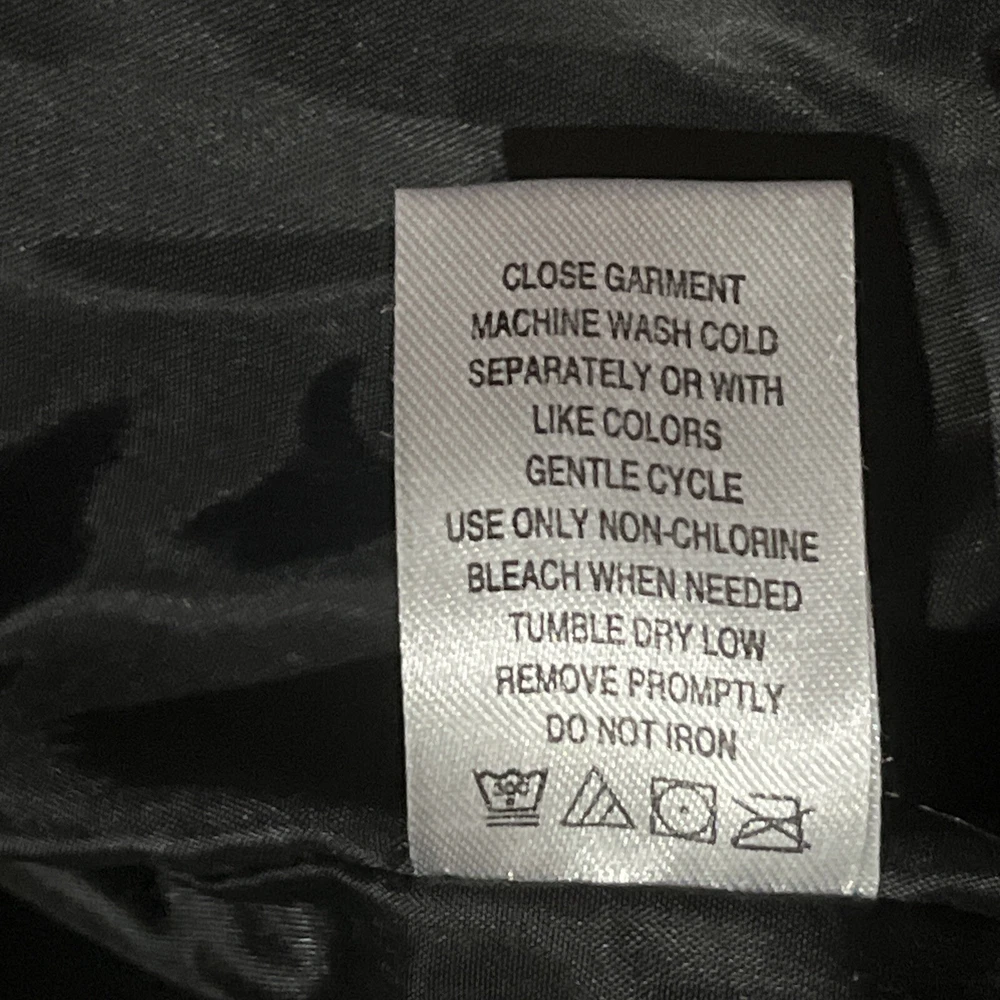 CLOSE GARMENT
MACHINE WASH COLD
SEPARATELY OR WITH
LIKE COLORS
GENTLE CYCLE
USE ONLY NON-CHLORINE
BLEACH WHEN NEEDED
TUMBLE DRY LOW
REMOVE PROMPTLY
DO NOT IRON